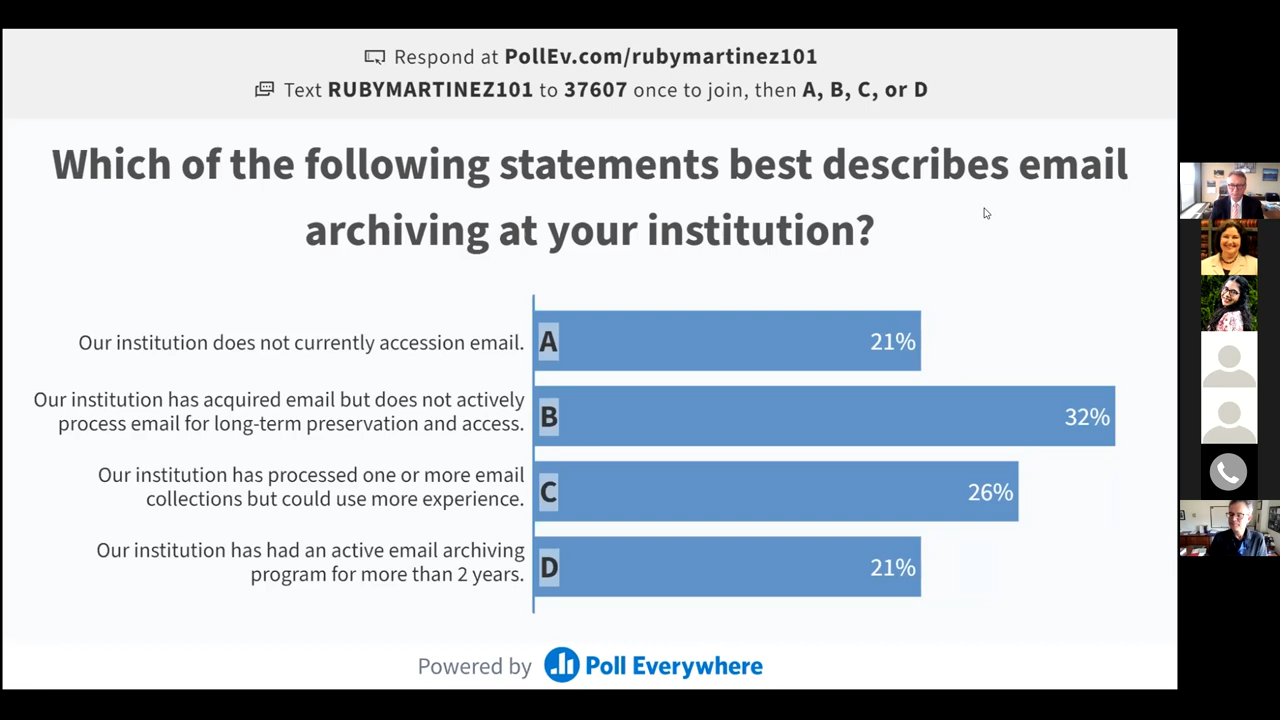 Respond at PollEv.com/rubymartinez101
Text RUBYMARTINEZ101 to 37607 once to join, then A, B, C, or D
Which of the following statements best describes email
archiving at your institution?
Our institution does not currently accession email.
A
21%
Our institution has acquired email but does not actively
process email for long-term preservation and access.
B
32%
Our institution has processed one or more email
collections but could use more experience.
C
26%
Our institution has had an active email archiving
program for more than 2 years.
D
21%
Powered by Poll Everywhere